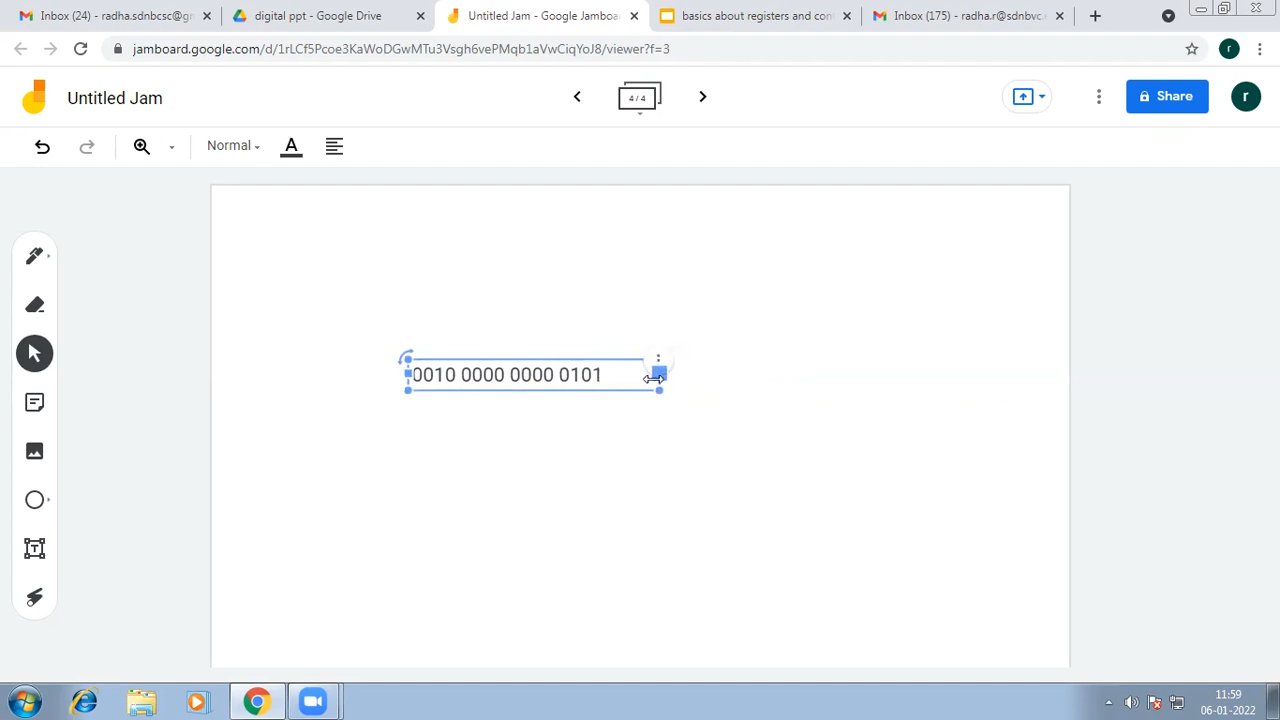 Inbox (24) - radha.sdnbcsc@gr
digital ppt - Google Drive
Untitled Jam - Google Jamboa
basics about registers and com
Inbox (175) - radha.r@sdnbvc.e
jamboard.google.com/d/1rLCf5Pcoe3KaWoDGwMTu3Vsgh6vePMqb1aVwCiqYoJ8/viewer?f=3
r
Untitled Jam
4 / 4
Share
r
Normal
A
0010 0000 0000 0101
T
11:59
06-01-2022